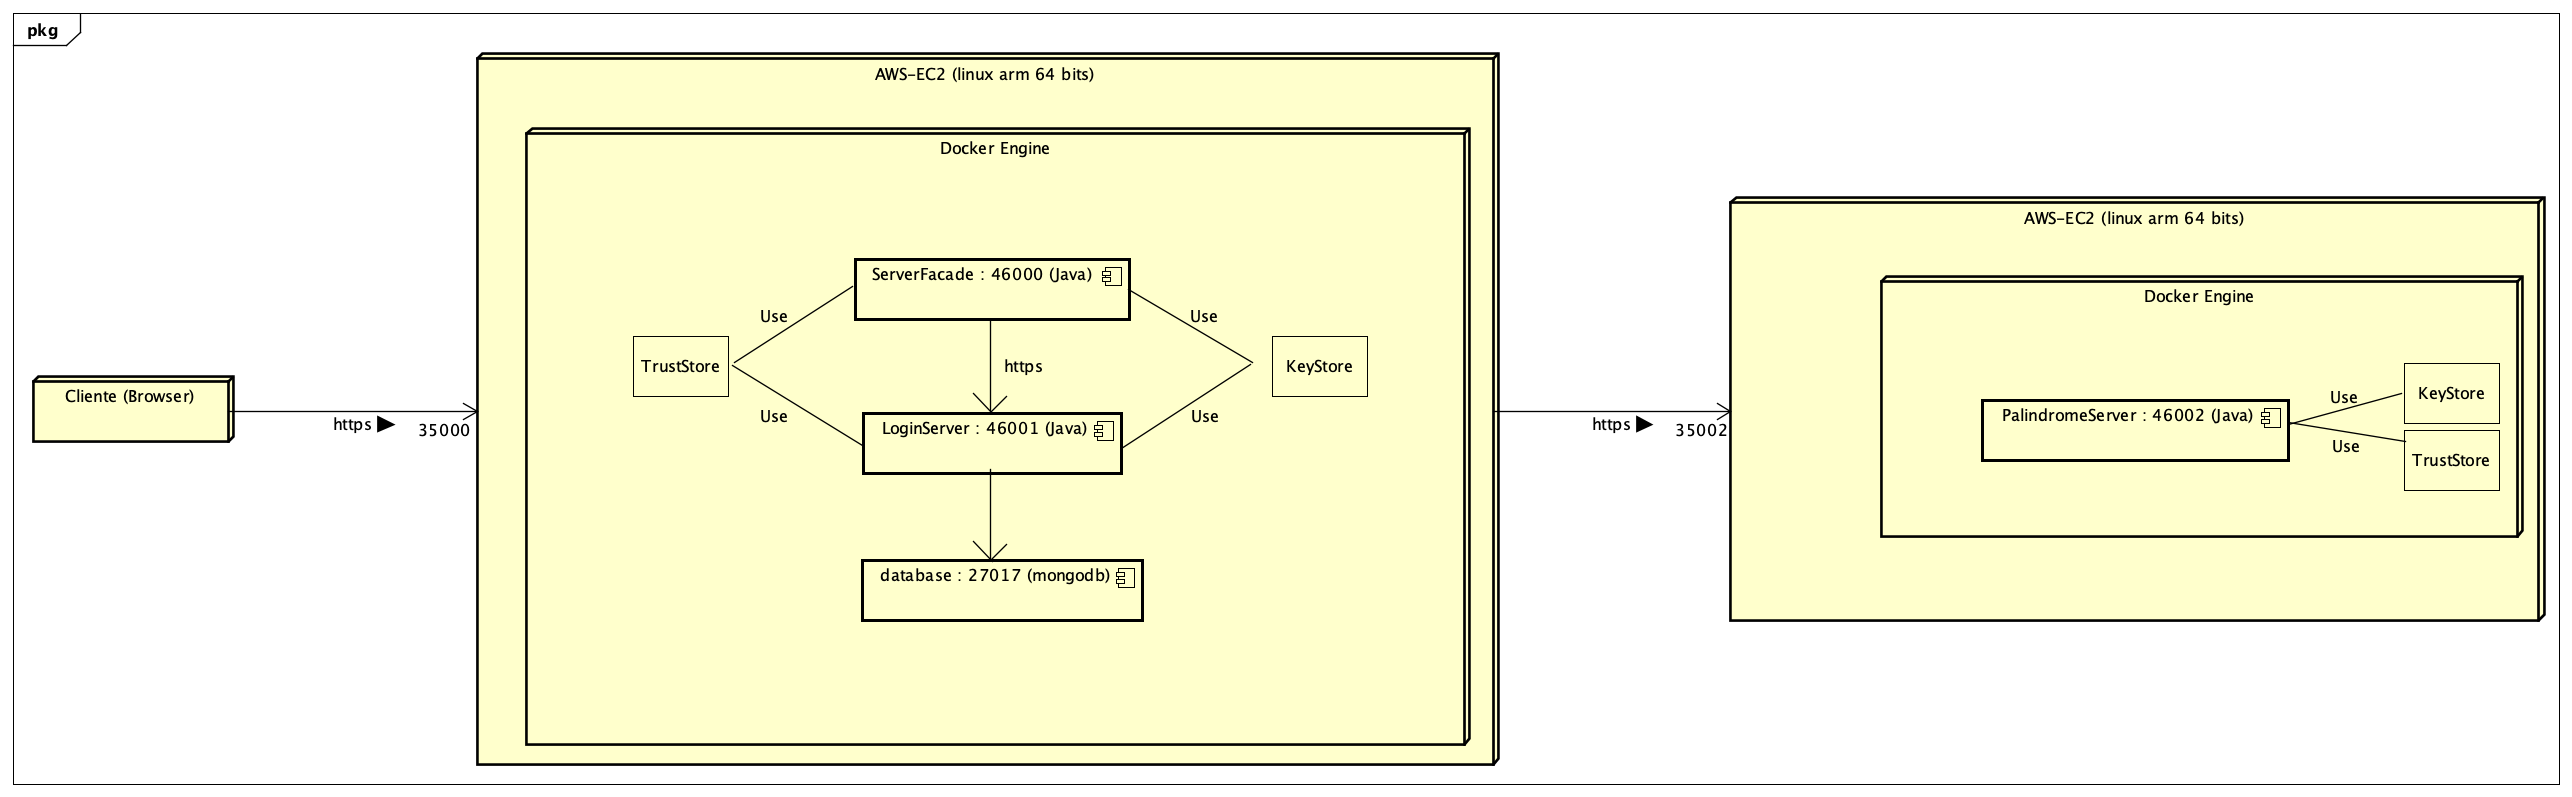 pkg
Cliente (Browser)
https
35000
AWS-EC2 (linux arm 64 bits)
Docker Engine
ServerFacade : 46000 (Java)
Use
Use
TrustStore
https
KeyStore
Use
Use
LoginServer : 46001 (Java)
database : 27017 (mongodb)
https
35002
AWS-EC2 (linux arm 64 bits)
Docker Engine
PalindromeServer : 46002 (Java)
Use
KeyStore
Use
TrustStore